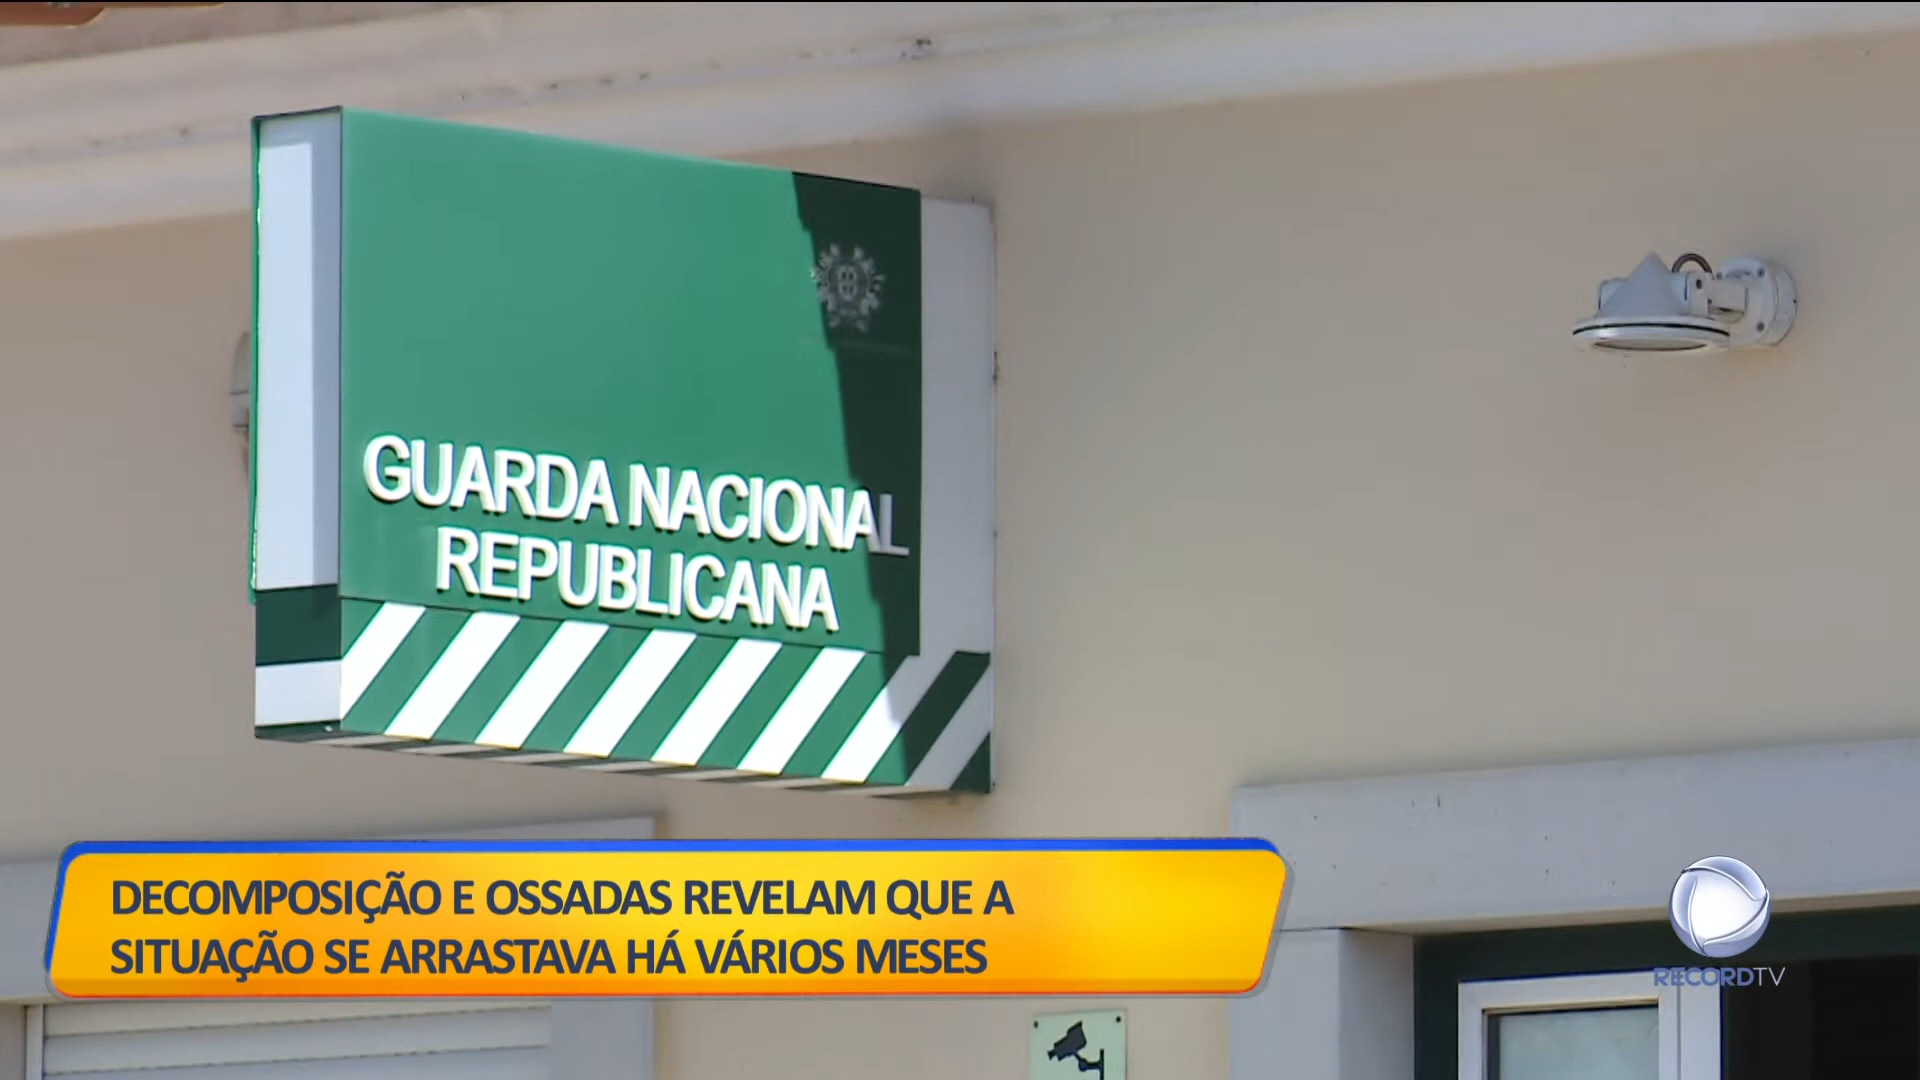 GUARDA NACIONAL
REPUBLICANA
DECOMPOSIÇÃO E OSSADAS REVELAM QUE A
SITUAÇÃO SE ARRASTAVA HÁ VÁRIOS MESES
RECORDTV